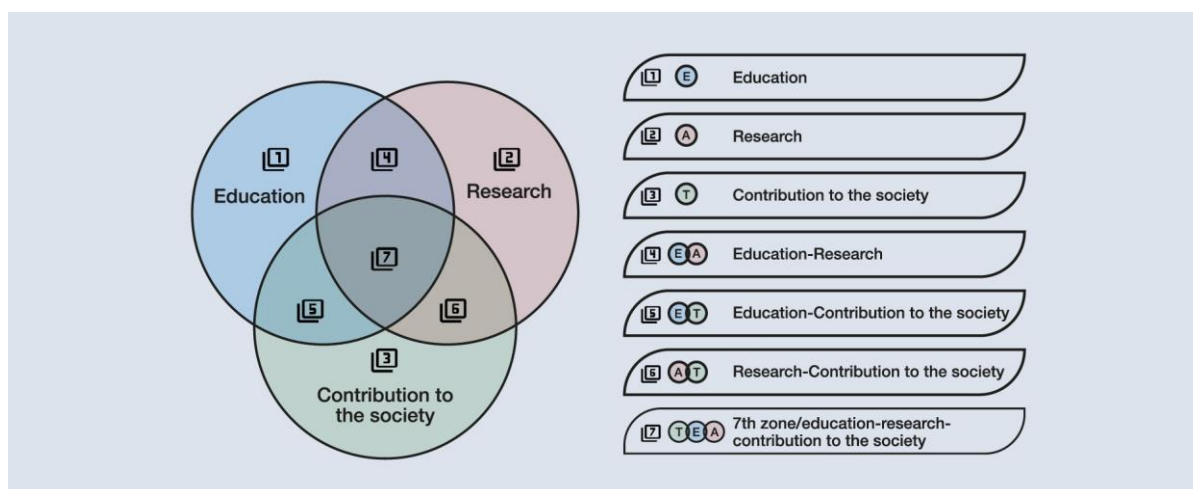 1
Education
4
2
Research
7
5
6
3
Contribution to
the society
1 E Education
2 A Research
3 T Contribution to the society
4 E A Education-Research
5 E T Education-Contribution to the society
6 A T Research-Contribution to the society
7 T E A 7th zone/education-research-
contribution to the society